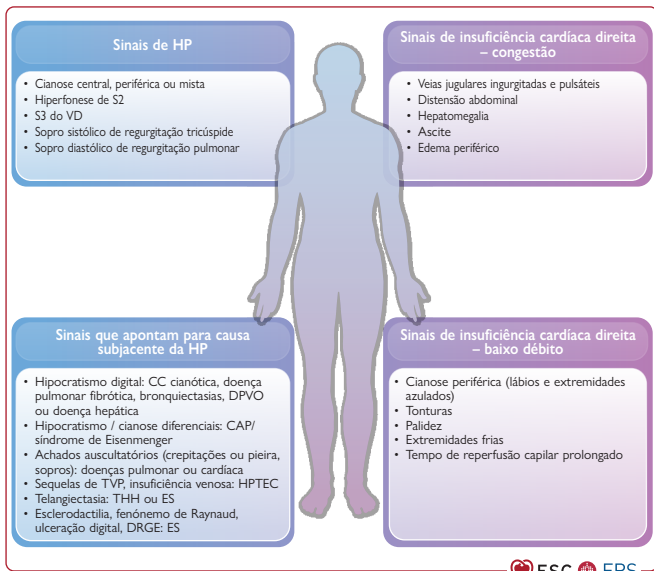 Sinais de HP
• Cianose central, periférica ou mista
• Hiperfonese de S2
• S3 do VD
• Sopro sistólico de regurgitação tricúspide
• Sopro diastólico de regurgitação pulmonar
Sinais de insuficiência cardíaca direita
– congestão
• Veias jugulares ingurgitadas e pulsáteis
• Distensão abdominal
• Hepatomegalia
• Ascite
• Edema periférico
Sinais que apontam para causa
subjacente da HP
• Hipocratismo digital: CC cianótica, doença
pulmonar fibrótica, bronquiectasias, DPVO
ou doença hepática
• Hipocratismo / cianose diferenciais: CAP/
síndrome de Eisenmenger
• Achados auscultatórios (crepitações ou pieira,
sopros): doenças pulmonar ou cardíaca
• Sequelas de TVP, insuficiência venosa: HPTEC
• Telangiectasia: THH ou ES
• Esclerodactilia, fenómeno de Raynaud,
ulceração digital, DRGE: ES
Sinais de insuficiência cardíaca direita
– baixo débito
• Cianose periférica (lábios e extremidades
azulados)
• Tonturas
• Palidez
• Extremidades frias
• Tempo de reperfusão capilar prolongado
ESC ERS